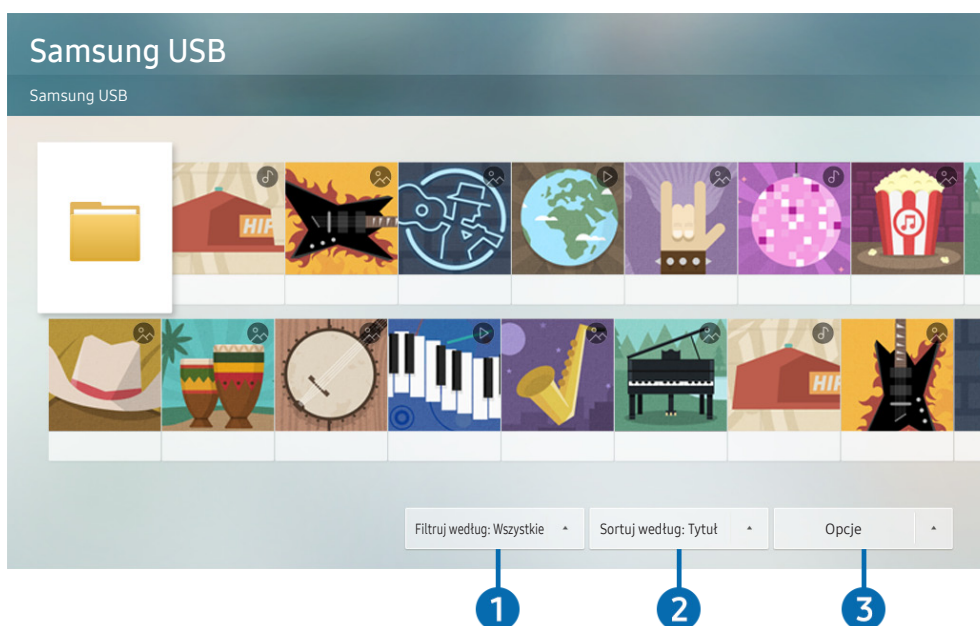 Samsung USB
Samsung USB
HIP
HIP
Filtruj według: Wszystkie
Sortuj według: Tytuł
Opcje
1
2
3